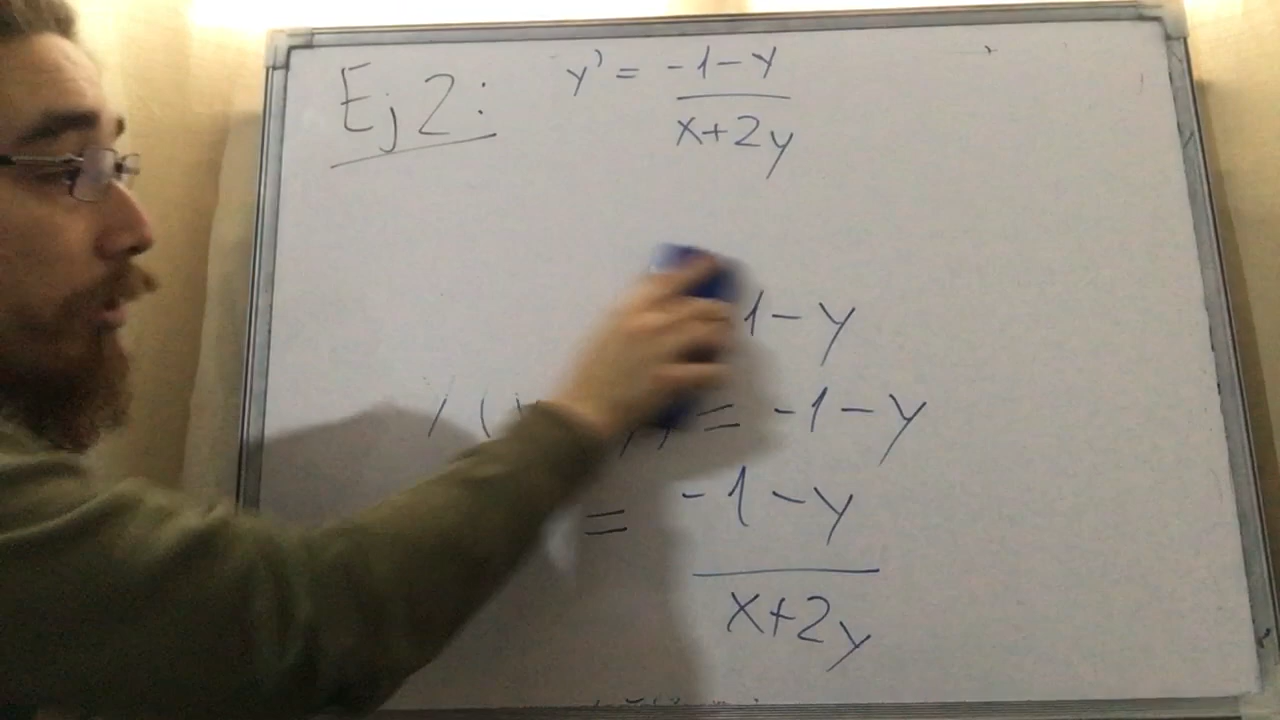 Ej 2:
y' = -1-y
x+2y
1-y
= -1-y
= -1-y
x+2y